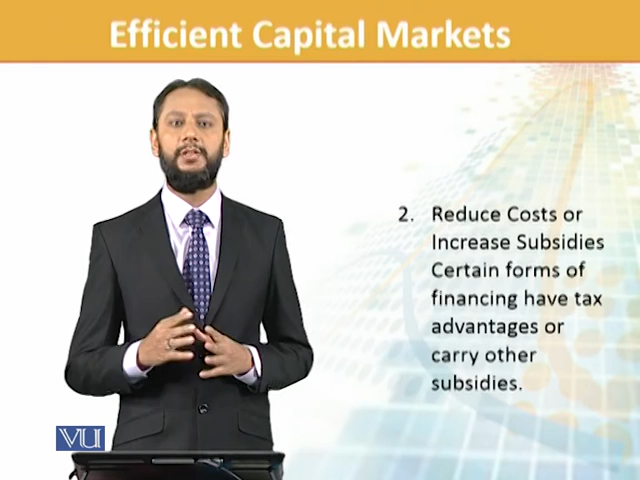 Efficient Capital Markets
2. Reduce Costs or
Increase Subsidies
Certain forms of
financing have tax
advantages or
carry other
subsidies.
VU